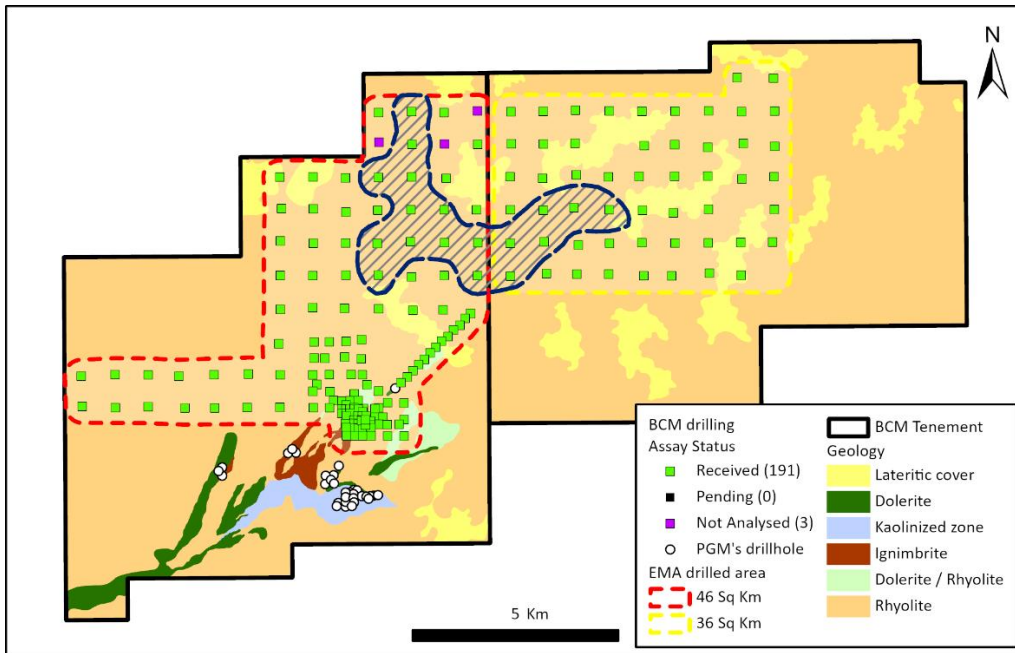 N
BCM drilling
Assay Status
Received (191)
Pending (0)
Not Analysed (3)
PGM's drillhole
EMA drilled area
46 Sq Km
36 Sq Km
BCM Tenement
Geology
Lateritic cover
Dolerite
Kaolinized zone
Ignimbrite
Dolerite / Rhyolite
Rhyolite
5 Km